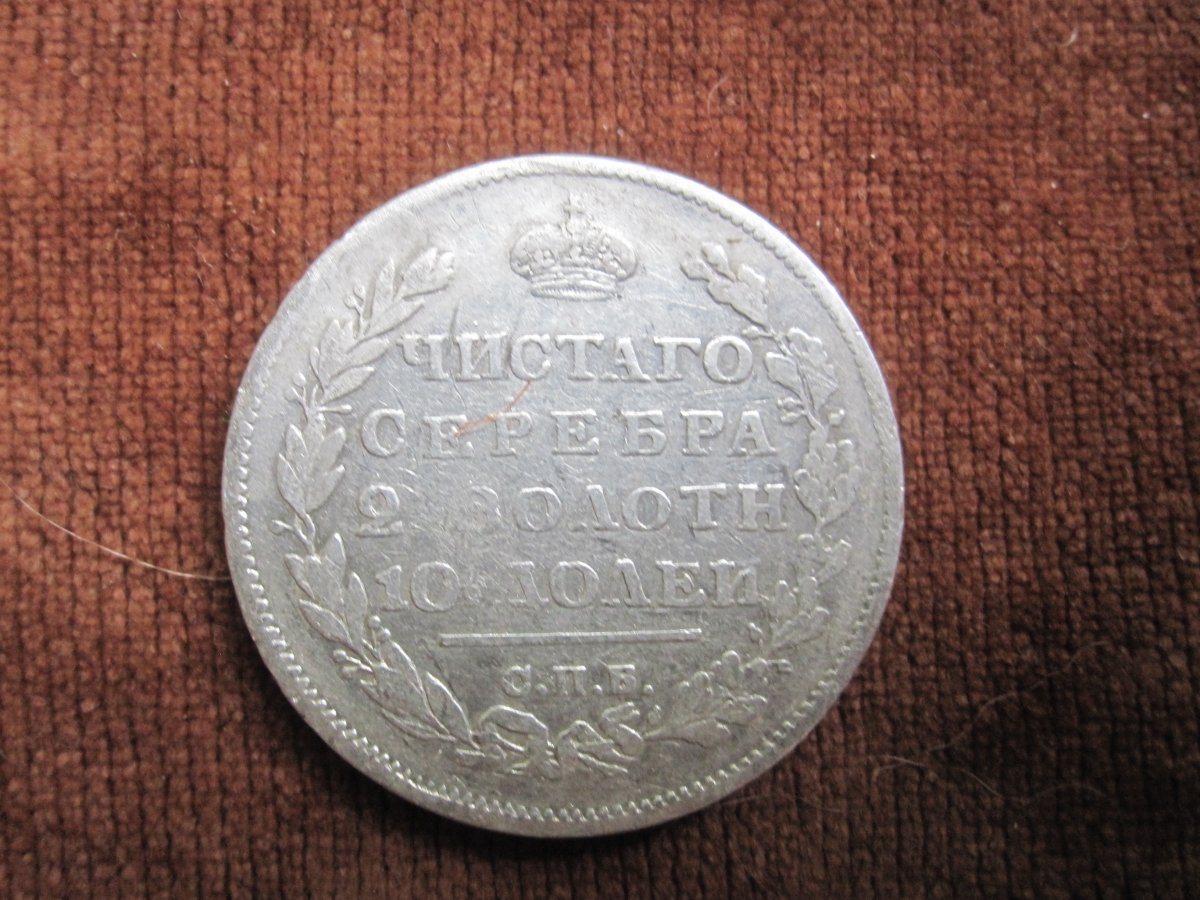 ЧИСТАГО
СЕРЕБРА
2 ЗОЛОТН
10. ДОЛЕЙ
С.П.Б.